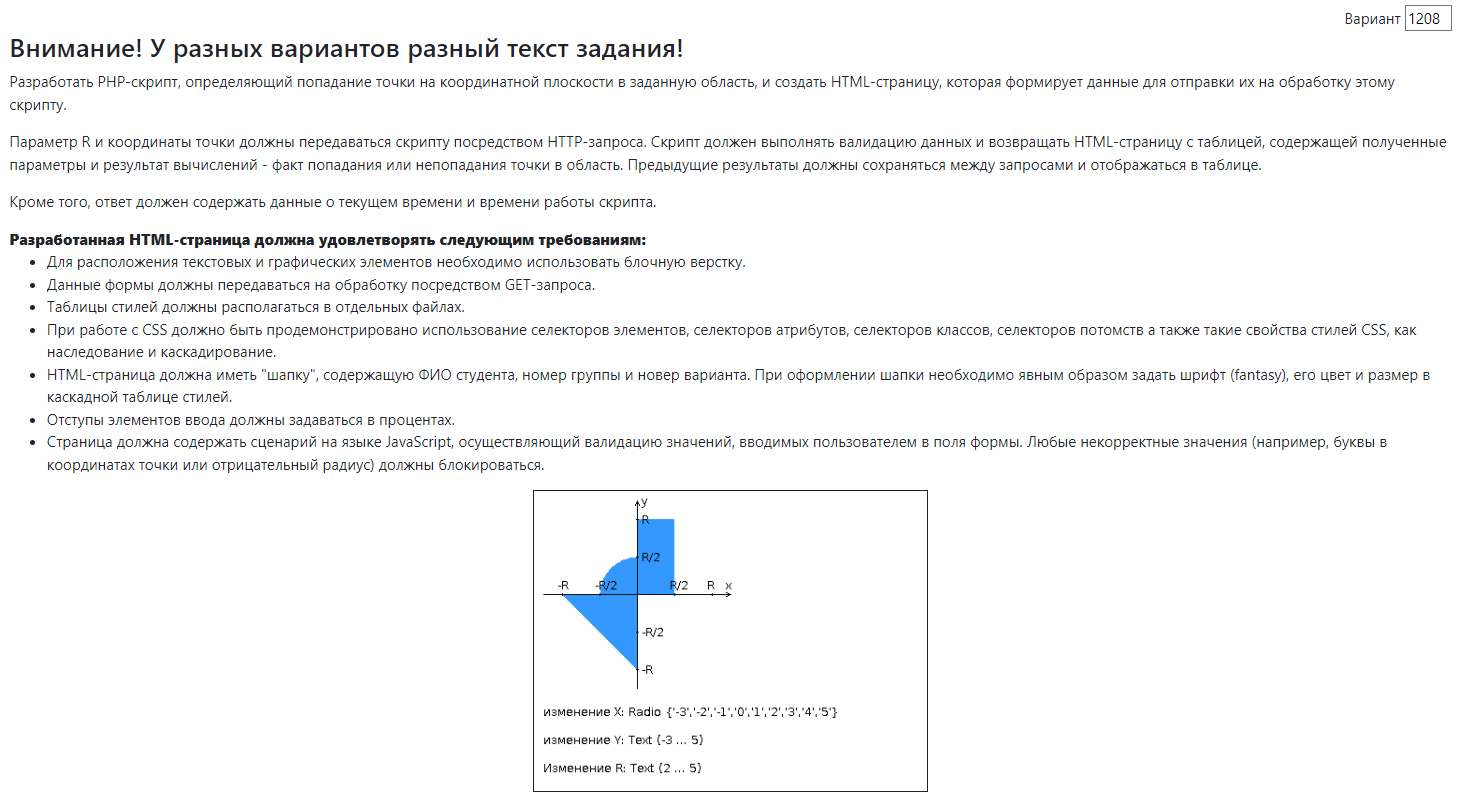 Вариант 1208
Внимание! У разных вариантов разный текст задания!
Разработать PHP-скрипт, определяющий попадание точки на координатной плоскости в заданную область, и создать HTML-страницу, которая формирует данные для отправки их на обработку этому
скрипту.
Параметр R и координаты точки должны передаваться скрипту посредством HTTP-запроса. Скрипт должен выполнять валидацию данных и возвращать HTML-страницу с таблицей, содержащей полученные
параметры и результат вычислений - факт попадания или непопадания точки в область. Предыдущие результаты должны сохраняться между запросами и отображаться в таблице.
Кроме того, ответ должен содержать данные о текущем времени и времени работы скрипта.
Разработанная HTML-страница должна удовлетворять следующим требованиям:
• Для расположения текстовых и графических элементов необходимо использовать блочную верстку.
• Данные формы должны передаваться на обработку посредством GET-запроса.
• Таблицы стилей должны располагаться в отдельных файлах.
• При работе с CSS должно быть продемонстрировано использование селекторов элементов, селекторов атрибутов, селекторов классов, селекторов потомств а также такие свойства стилей CSS, как
наследование и каскадирование.
• HTML-страница должна иметь "шапку", содержащую ФИО студента, номер группы и новер варианта. При оформлении шапки необходимо явным образом задать шрифт (fantasy), его цвет и размер в
каскадной таблице стилей.
• Отступы элементов ввода должны задаваться в процентах.
• Страница должна содержать сценарий на языке JavaScript, осуществляющий валидацию значений, вводимых пользователем в поля формы. Любые некорректные значения (например, буквы в
координатах точки или отрицательный радиус) должны блокироваться.
y
R
R/2
-R -R/2 R/2 R x
-R/2
-R
изменение X: Radio {'-3','-2','-1','0','1','2','3','4','5'}
изменение Y: Text (-3 ... 5)
Изменение R: Text (2 ... 5)